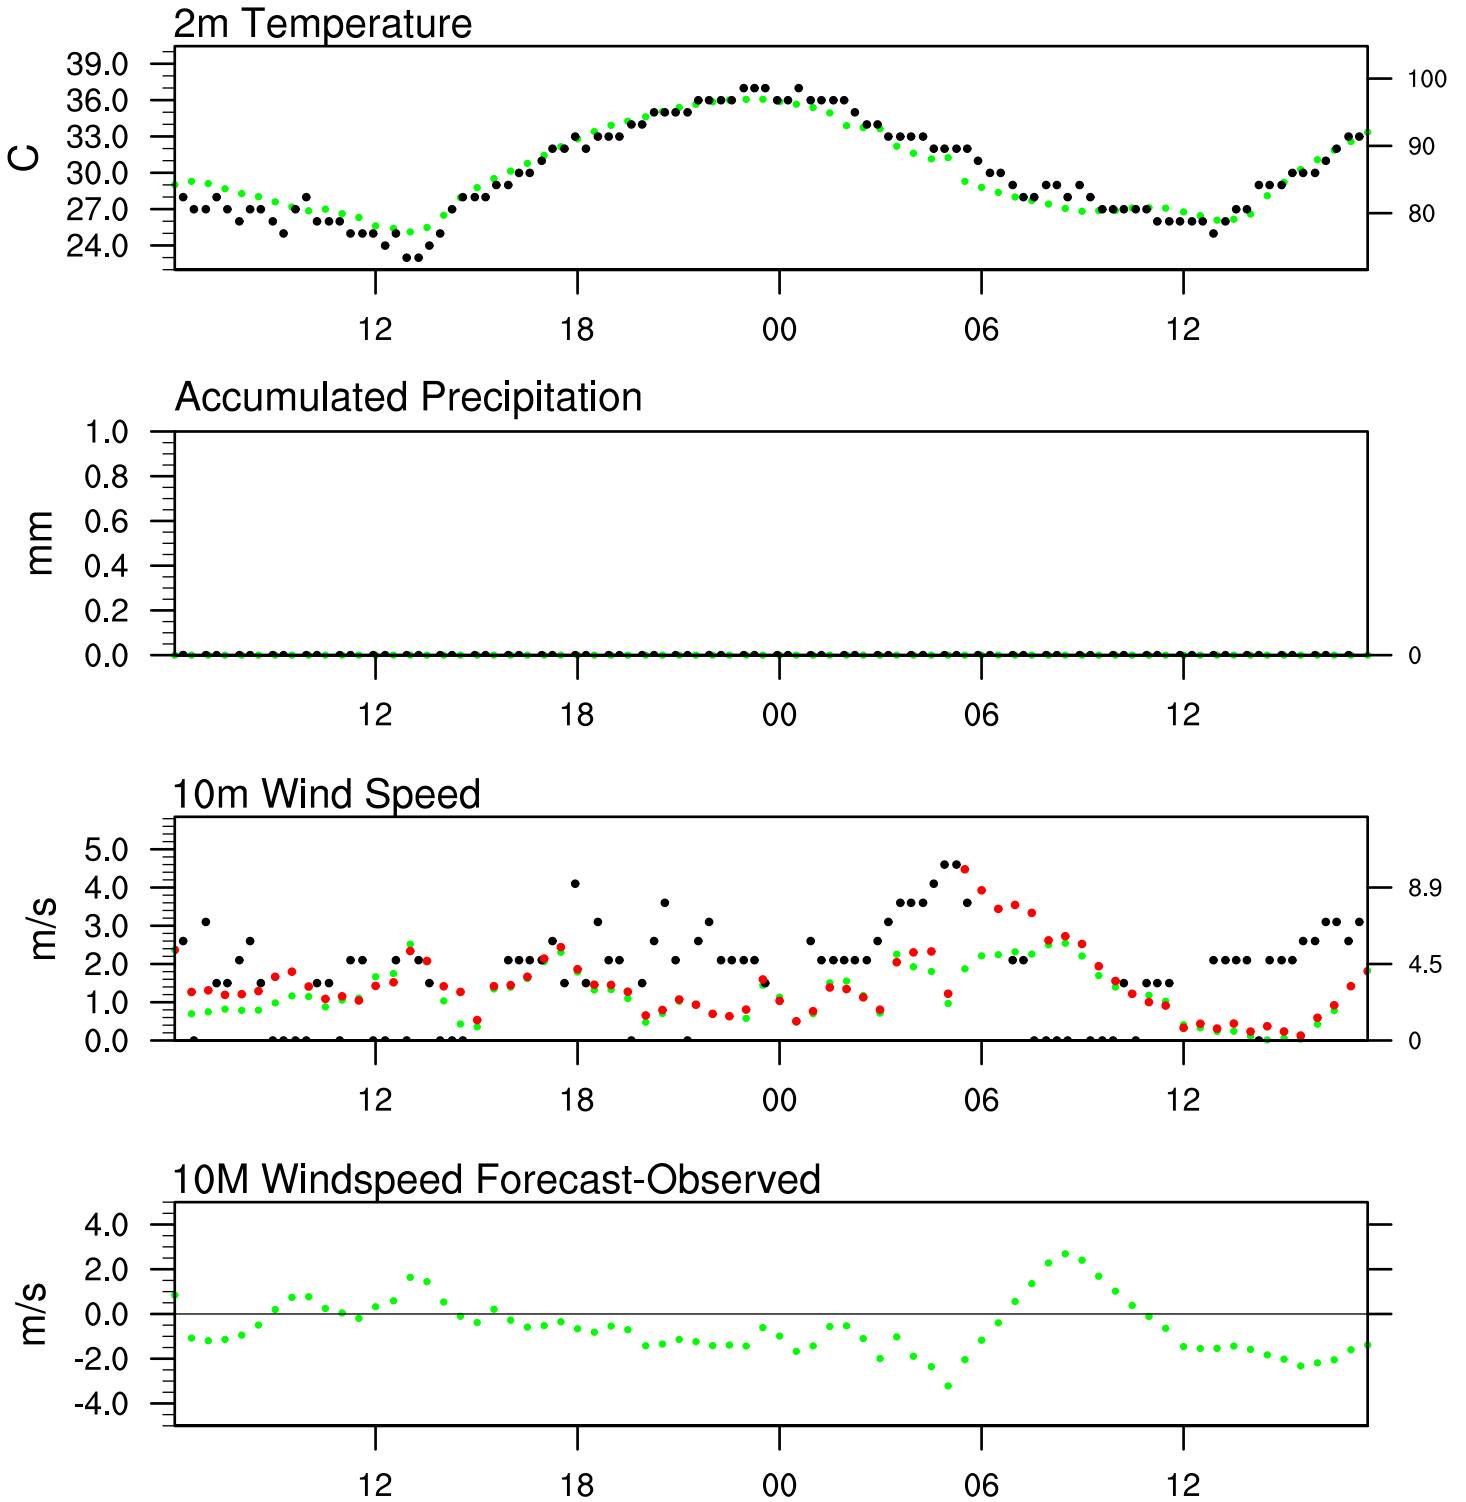 2m Temperature
39.0
36.0
33.0
30.0
27.0
24.0
C
100
90
80
12 18 00 06 12
Accumulated Precipitation
1.0
0.8
0.6
0.4
0.2
0.0
mm
0
12 18 00 06 12
10m Wind Speed
5.0
4.0
3.0
2.0
1.0
0.0
m/s
8.9
4.5
0
12 18 00 06 12
10M Windspeed Forecast-Observed
4.0
2.0
0.0
-2.0
-4.0
m/s
12 18 00 06 12